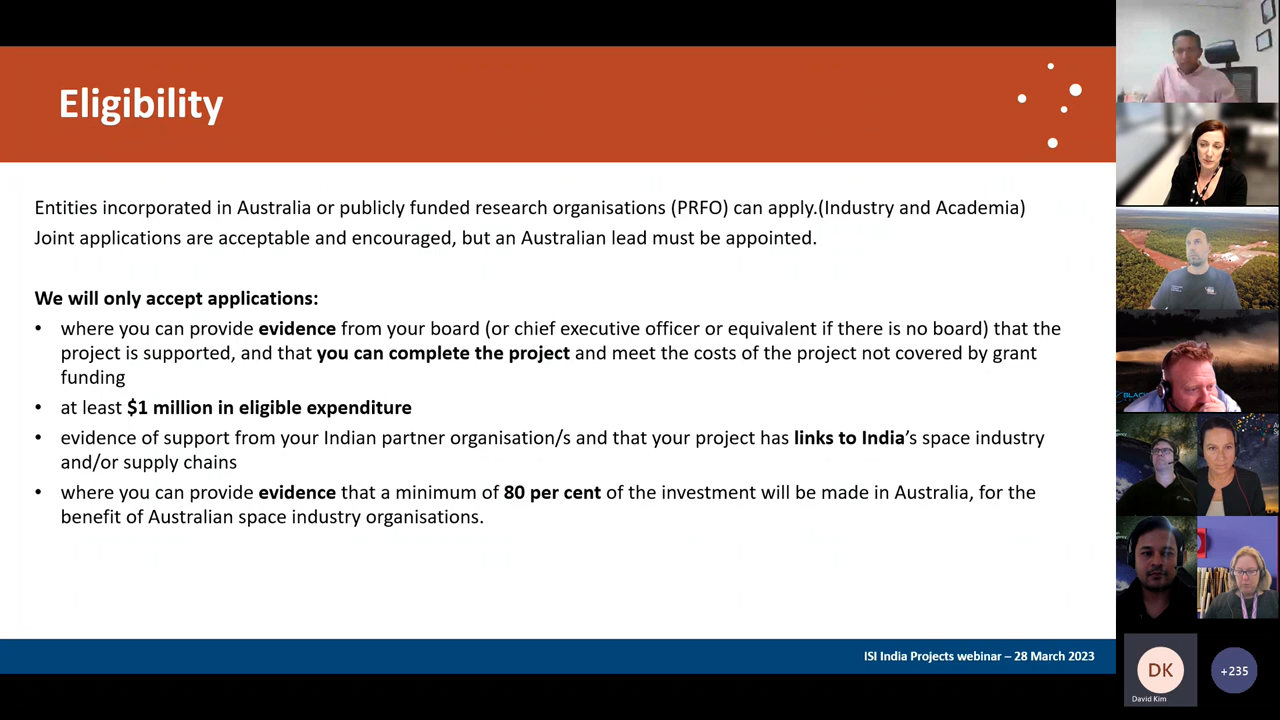 Eligibility
Entities incorporated in Australia or publicly funded research organisations (PRFO) can apply.(Industry and Academia)
Joint applications are acceptable and encouraged, but an Australian lead must be appointed.
We will only accept applications:
• where you can provide evidence from your board (or chief executive officer or equivalent if there is no board) that the
project is supported, and that you can complete the project and meet the costs of the project not covered by grant
funding
• at least $1 million in eligible expenditure
• evidence of support from your Indian partner organisation/s and that your project has links to India’s space industry
and/or supply chains
• where you can provide evidence that a minimum of 80 per cent of the investment will be made in Australia, for the
benefit of Australian space industry organisations.
ISI India Projects webinar – 28 March 2023
DK
David Kim
+235